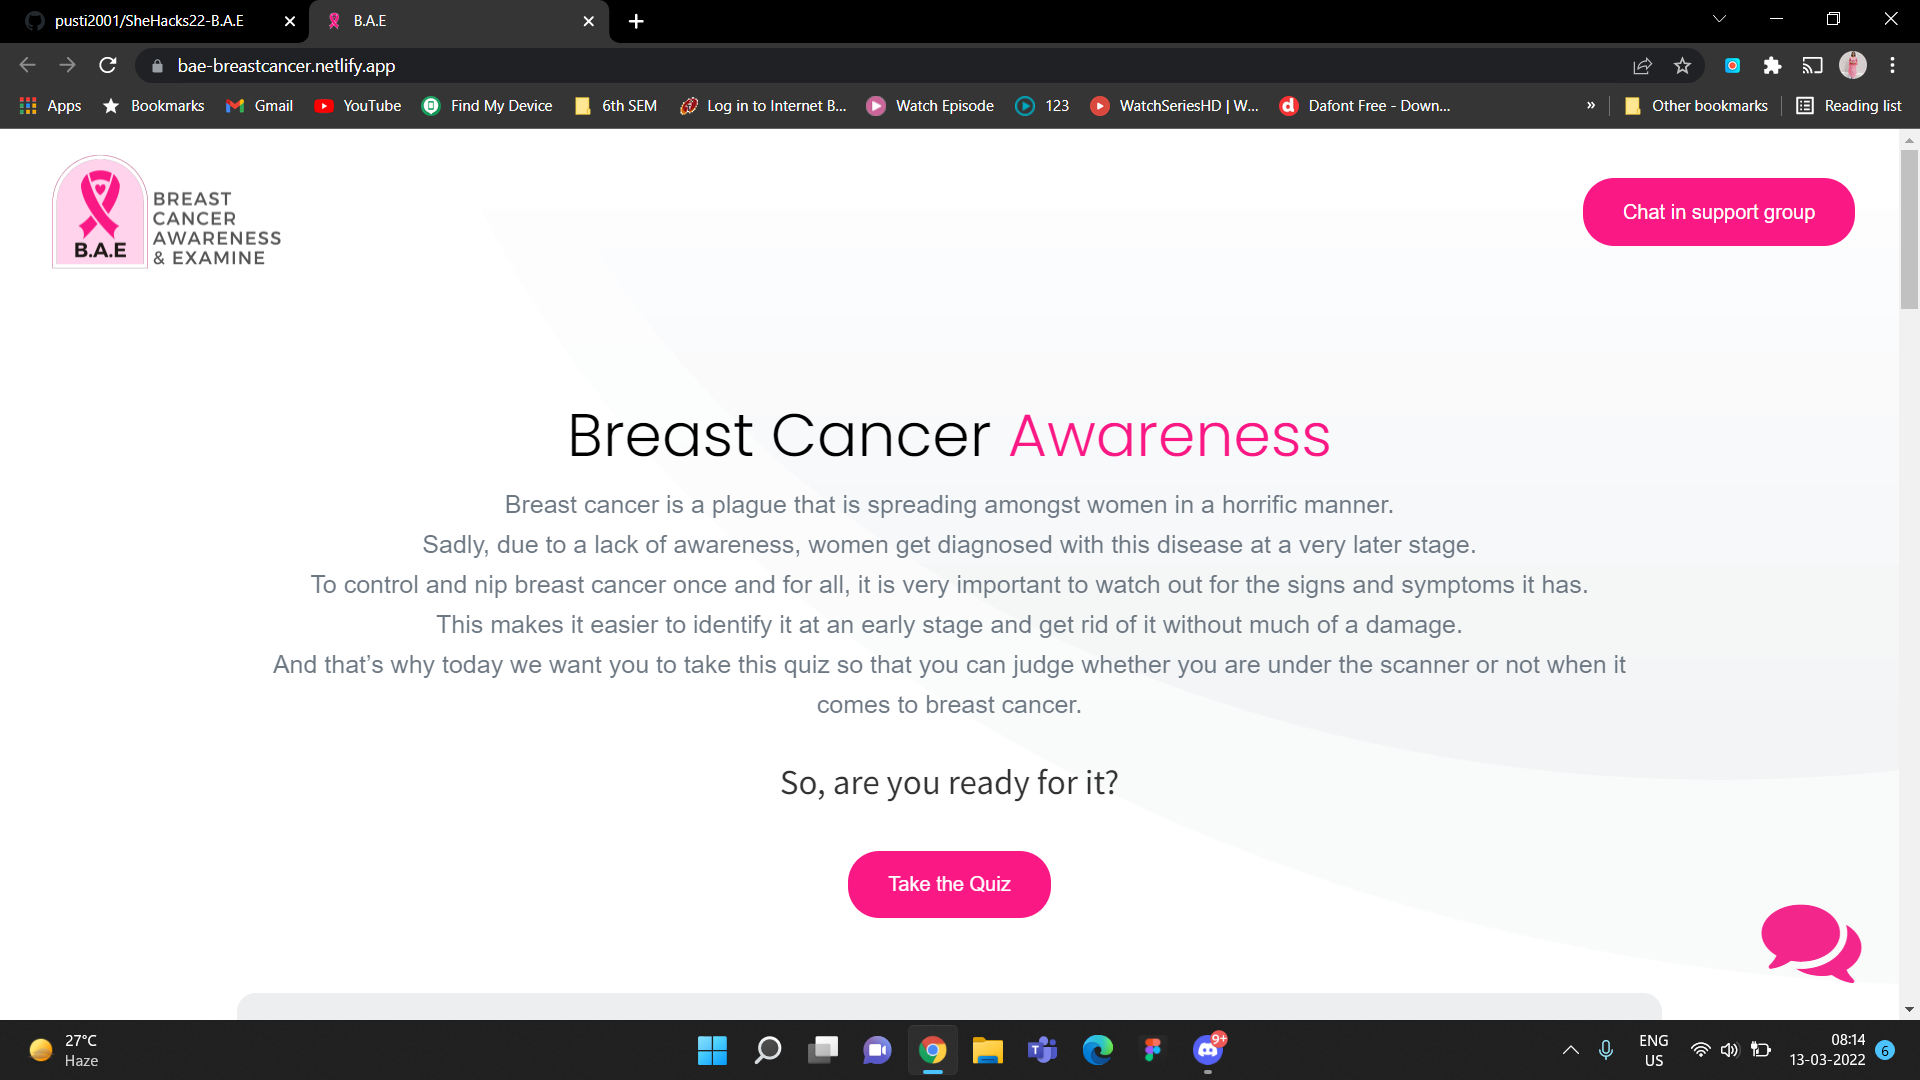 pusti2001/SheHacks22-B.A.E
B.A.E
bae-breastcancer.netlify.app
Apps
Bookmarks
Gmail
YouTube
Find My Device
6th SEM
Log in to Internet B...
Watch Episode
123
WatchSeriesHD | W...
Dafont Free - Down...
»
Other bookmarks
Reading list
B.A.E
BREAST
CANCER
AWARENESS
& EXAMINE
Chat in support group
Breast Cancer Awareness
Breast cancer is a plague that is spreading amongst women in a horrific manner.
Sadly, due to a lack of awareness, women get diagnosed with this disease at a very later stage.
To control and nip breast cancer once and for all, it is very important to watch out for the signs and symptoms it has.
This makes it easier to identify it at an early stage and get rid of it without much of a damage.
And that’s why today we want you to take this quiz so that you can judge whether you are under the scanner or not when it
comes to breast cancer.
So, are you ready for it?
Take the Quiz
27°C
Haze
9+
ENG
US
08:14
13-03-2022
6